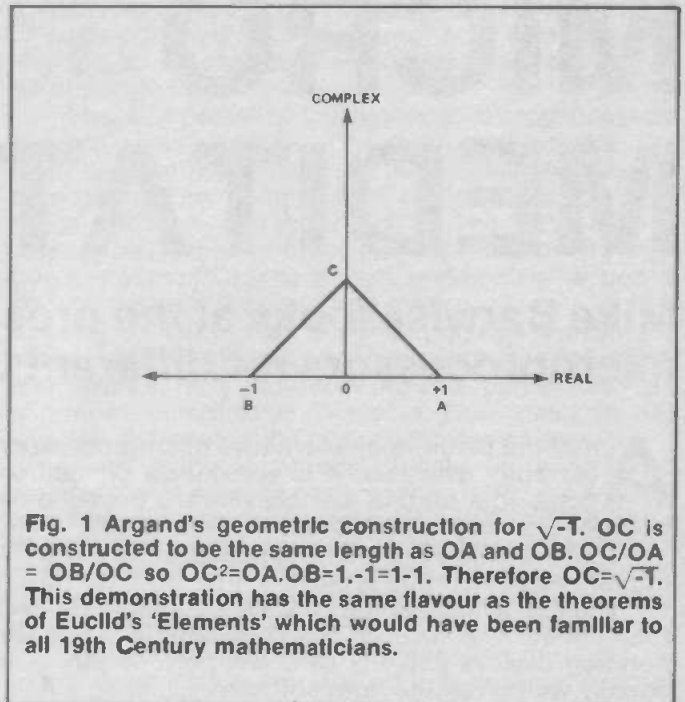 COMPLEX
C
-1 0 +1 REAL
B A
Fig. 1 Argand's geometric construction for √-1. OC is
constructed to be the same length as OA and OB. OC/OA
= OB/OC so OC²=OA.OB=1.-1=1-1. Therefore OC=√-1.
This demonstration has the same flavour as the theorems
of Euclid's 'Elements' which would have been familiar to
all 19th Century mathematicians.